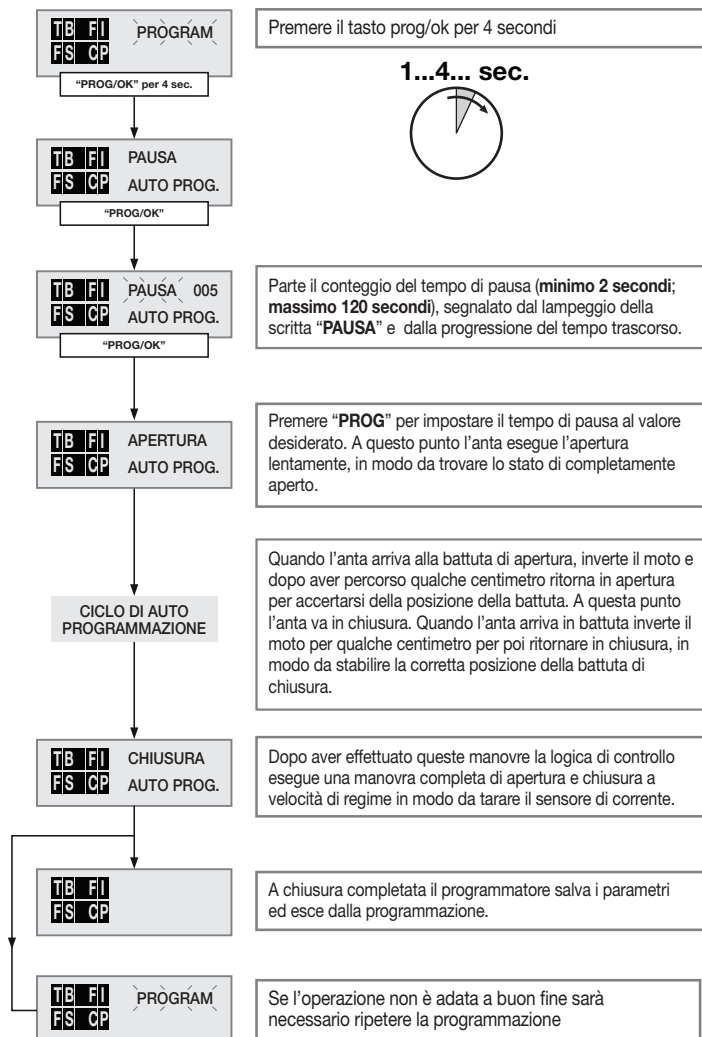 TB FI PROGRAM
FS CP
"PROG/OK" per 4 sec.
Premere il tasto prog/ok per 4 secondi
1...4... sec.
TB FI PAUSA
FS CP AUTO PROG.
"PROG/OK"
TB FI PAUSA 005
FS CP AUTO PROG.
"PROG/OK"
Parte il conteggio del tempo di pausa (minimo 2 secondi;
massimo 120 secondi), segnalato dal lampeggio della
scritta “PAUSA” e dalla progressione del tempo trascorso.
TB FI APERTURA
FS CP AUTO PROG.
Premere “PROG” per impostare il tempo di pausa al valore
desiderato. A questo punto l’anta esegue l’apertura
lentamente, in modo da trovare lo stato di completamente
aperto.
CICLO DI AUTO
PROGRAMMAZIONE
Quando l’anta arriva alla battuta di apertura, inverte il moto e
dopo aver percorso qualche centimetro ritorna in apertura
per accertarsi della posizione della battuta. A questa punto
l’anta va in chiusura. Quando l’anta arriva in battuta inverte il
moto per qualche centimetro per poi ritornare in chiusura, in
modo da stabilire la corretta posizione della battuta di
chiusura.
TB FI CHIUSURA
FS CP AUTO PROG.
Dopo aver effettuato queste manovre la logica di controllo
esegue una manovra completa di apertura e chiusura a
velocità di regime in modo da tarare il sensore di corrente.
TB FI
FS CP
A chiusura completata il programmatore salva i parametri
ed esce dalla programmazione.
TB FI PROGRAM
FS CP
Se l’operazione non è adata a buon fine sarà
necessario ripetere la programmazione